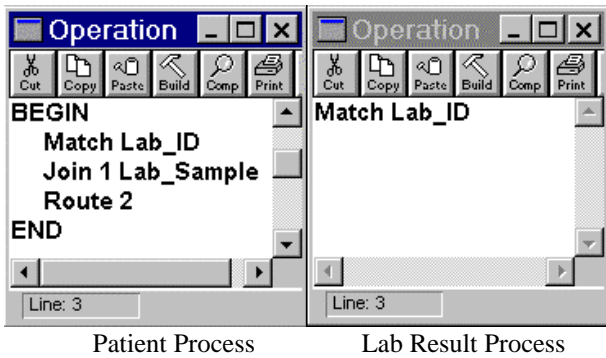 Operation
Cut Copy Paste Build Comp Print
BEGIN
Match Lab_ID
Join 1 Lab_Sample
Route 2
END
Line: 3
Patient Process
Operation
Cut Copy Paste Build Comp Print
Match Lab_ID
Line: 3
Lab Result Process